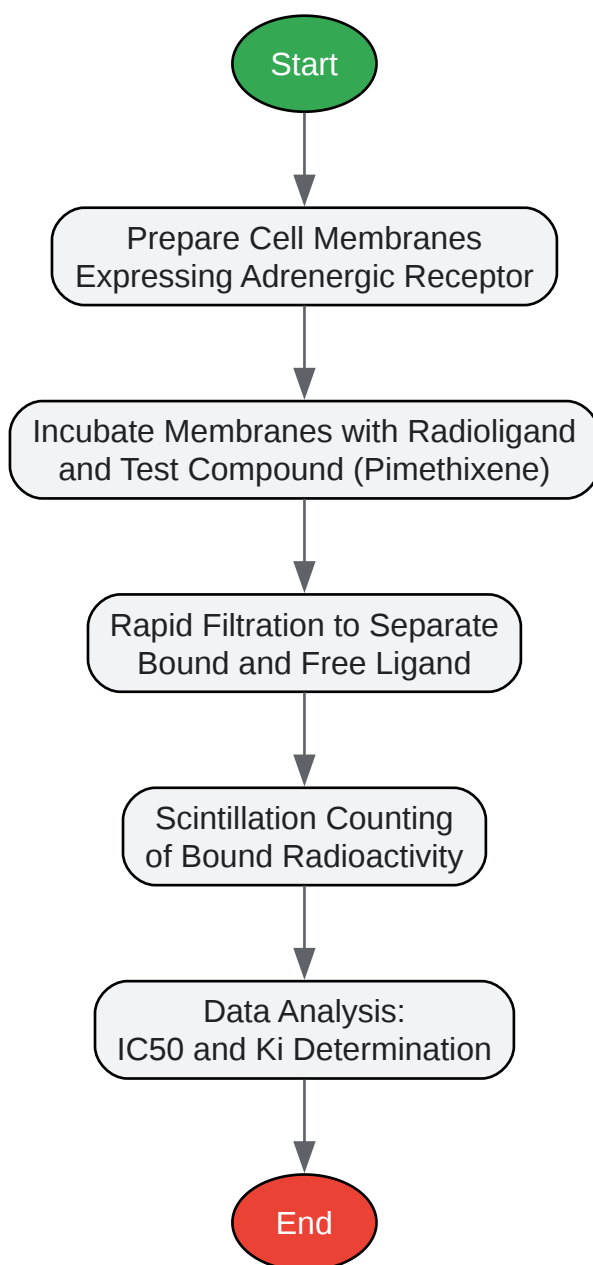 Start
Prepare Cell Membranes
Expressing Adrenergic Receptor
Incubate Membranes with Radioligand
and Test Compound (Pimethixene)
Rapid Filtration to Separate
Bound and Free Ligand
Scintillation Counting
of Bound Radioactivity
Data Analysis:
IC50 and Ki Determination
End